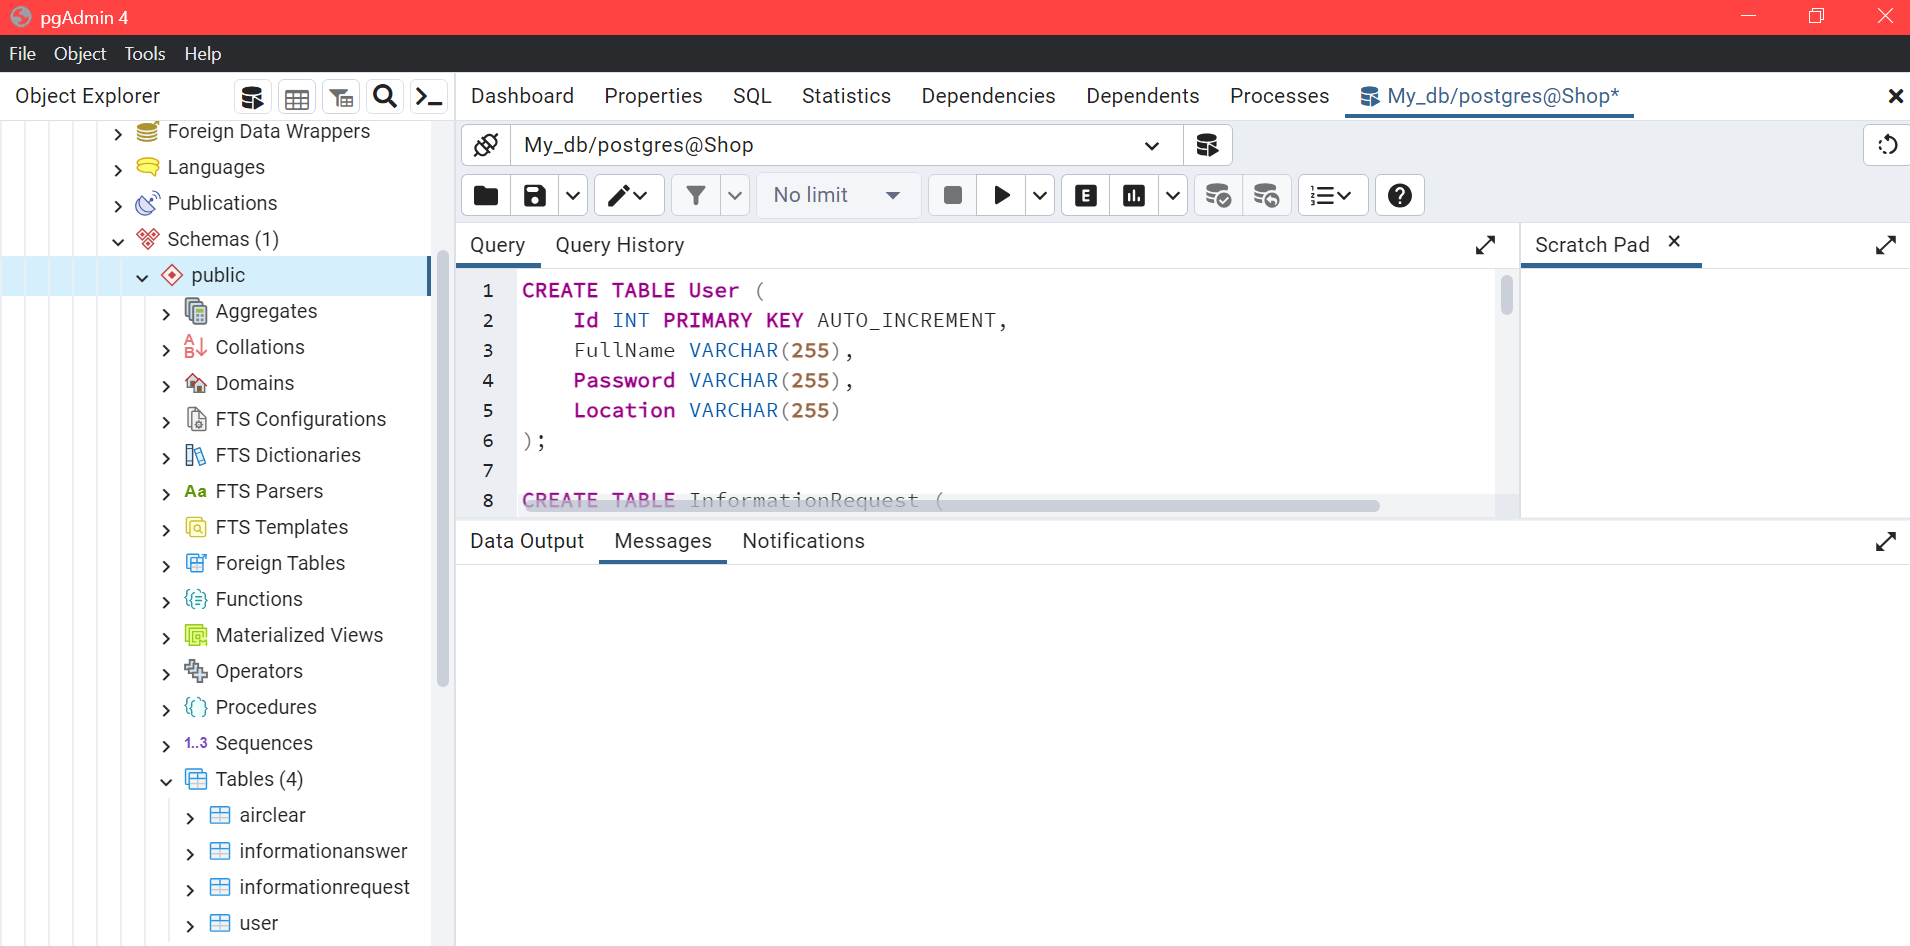 pgAdmin 4
File Object Tools Help
Object Explorer
Dashboard Properties SQL Statistics Dependencies Dependents Processes My_db/postgres@Shop*
Foreign Data Wrappers
Languages
Publications
Schemas (1)
public
Aggregates
Collations
Domains
FTS Configurations
FTS Dictionaries
Aa FTS Parsers
FTS Templates
Foreign Tables
Functions
Materialized Views
Operators
Procedures
1..3 Sequences
Tables (4)
airclear
informationanswer
informationrequest
user
My_db/postgres@Shop
No limit
E
Query Query History
Scratch Pad
1 CREATE TABLE User (
2 Id INT PRIMARY KEY AUTO_INCREMENT,
3 FullName VARCHAR(255),
4 Password VARCHAR(255),
5 Location VARCHAR(255)
6 );
7
8 CREATE TABLE InformationRequest (
Data Output Messages Notifications